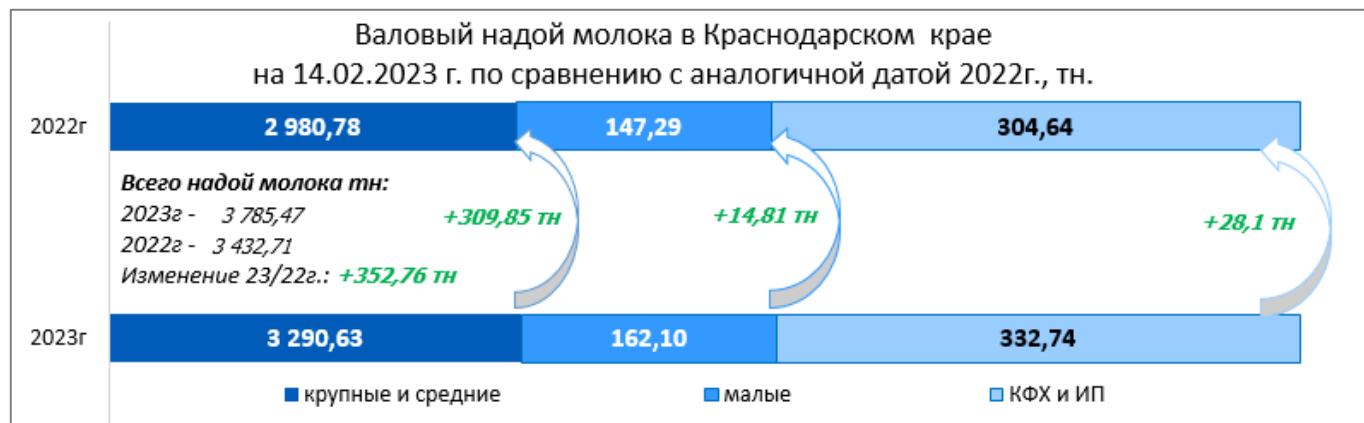 Валовый надой молока в Краснодарском край
на 14.02.2023 г. по сравнению с аналогичной датой 2022г., тн.
2022г
2 980,78
147,29
304,64
Всего надой молока тн:
2023г - 3 785,47
2022г - 3 432,71
Изменение 23/22г.: +352,76 тн
+309,85 тн
+14,81 тн
+28,1 тн
2023г
3 290,63
162,10
332,74
крупные и средние
малые
КФХ и ИП